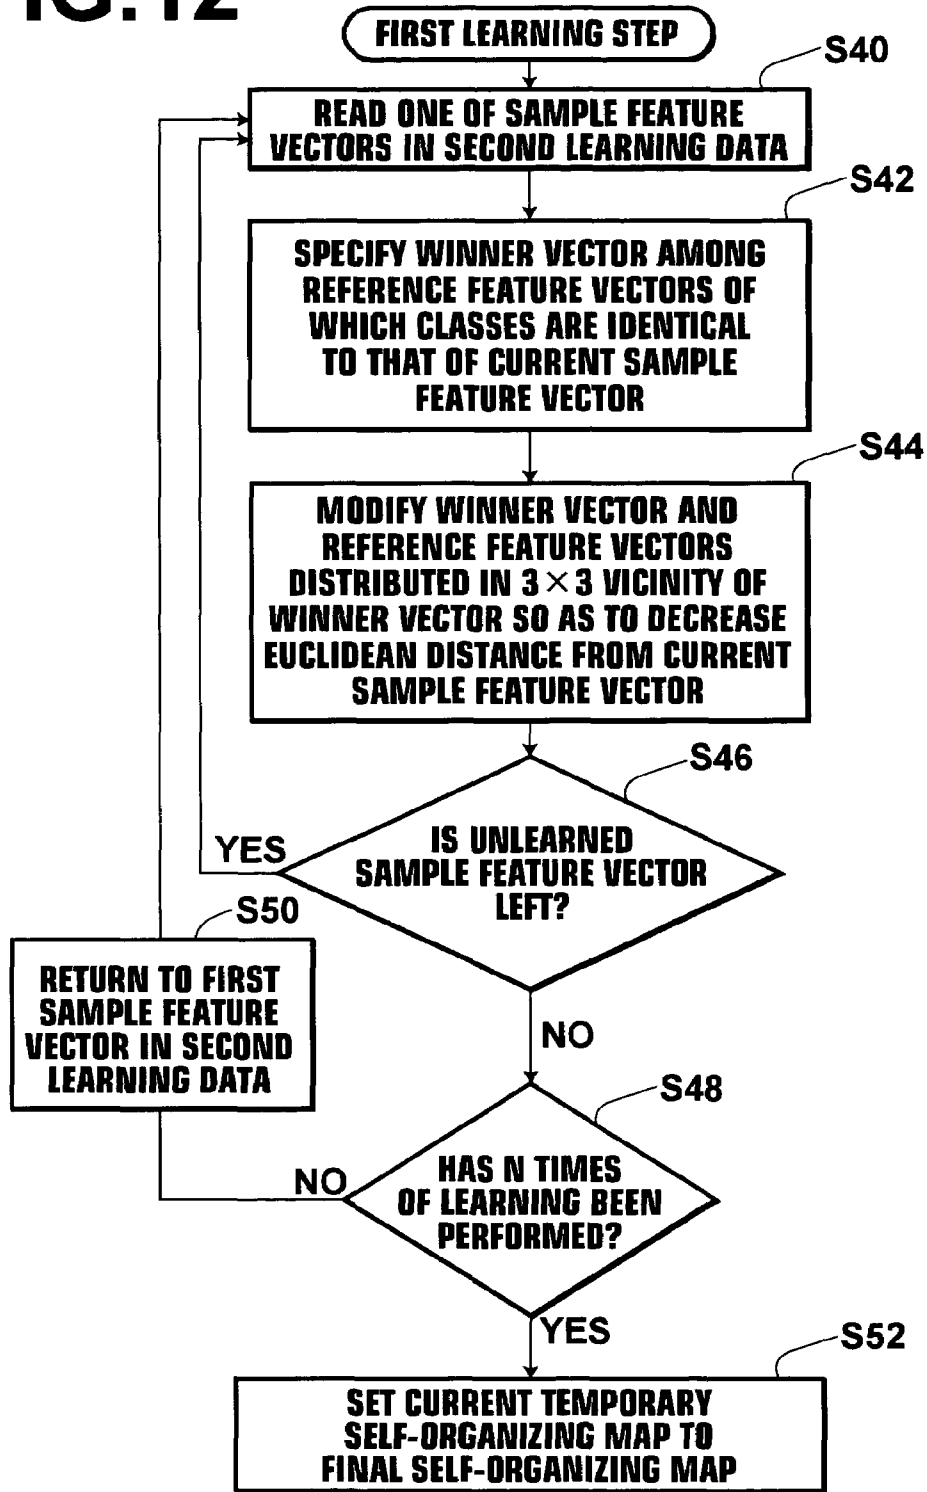 FIG.12
FIRST LEARNING STEP
S40
READ ONE OF SAMPLE FEATURE
VECTORS IN SECOND LEARNING DATA
S42
SPECIFY WINNER VECTOR AMONG
REFERENCE FEATURE VECTORS OF
WHICH CLASSES ARE IDENTICAL
TO THAT OF CURRENT SAMPLE
FEATURE VECTOR
S44
MODIFY WINNER VECTOR AND
REFERENCE FEATURE VECTORS
DISTRIBUTED IN 3×3 VICINITY OF
WINNER VECTOR SO AS TO DECREASE
EUCLIDEAN DISTANCE FROM CURRENT
SAMPLE FEATURE VECTOR
S46
IS UNLEARNED
SAMPLE FEATURE VECTOR
LEFT?
YES
S50
RETURN TO FIRST
SAMPLE FEATURE
VECTOR IN SECOND
LEARNING DATA
NO
S48
HAS N TIMES
OF LEARNING BEEN
PERFORMED?
NO
YES
S52
SET CURRENT TEMPORARY
SELF-ORGANIZING MAP TO
FINAL SELF-ORGANIZING MAP